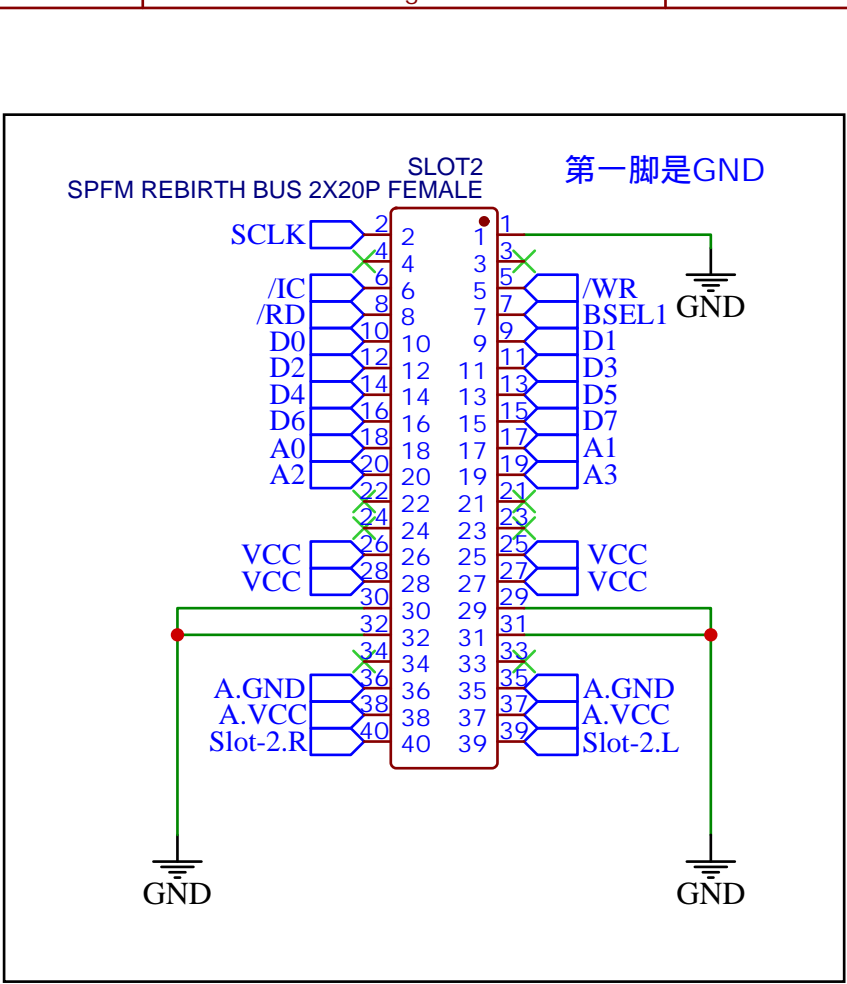 SLOT2
第一脚是GND
SPFM REBIRTH BUS 2X20P FEMALE
SCLK 2 2 1 1
4 4 3 3
/IC 6 6 5 5 /WR
/RD 8 8 7 7 BSEL1
GND
D0 10 10 9 9 D1
D2 12 12 11 11 D3
D4 14 14 13 13 D5
D6 16 16 15 15 D7
A0 18 18 17 17 A1
A2 20 20 19 19 A3
22 22 21 21
24 24 23 23
VCC 26 26 25 25 VCC
VCC 28 28 27 27 VCC
30 30 29 29
32 32 31 31
34 34 33 33
A.GND 36 36 35 35 A.GND
A.VCC 38 38 37 37 A.VCC
Slot-2.R 40 40 39 39 Slot-2.L
GND GND